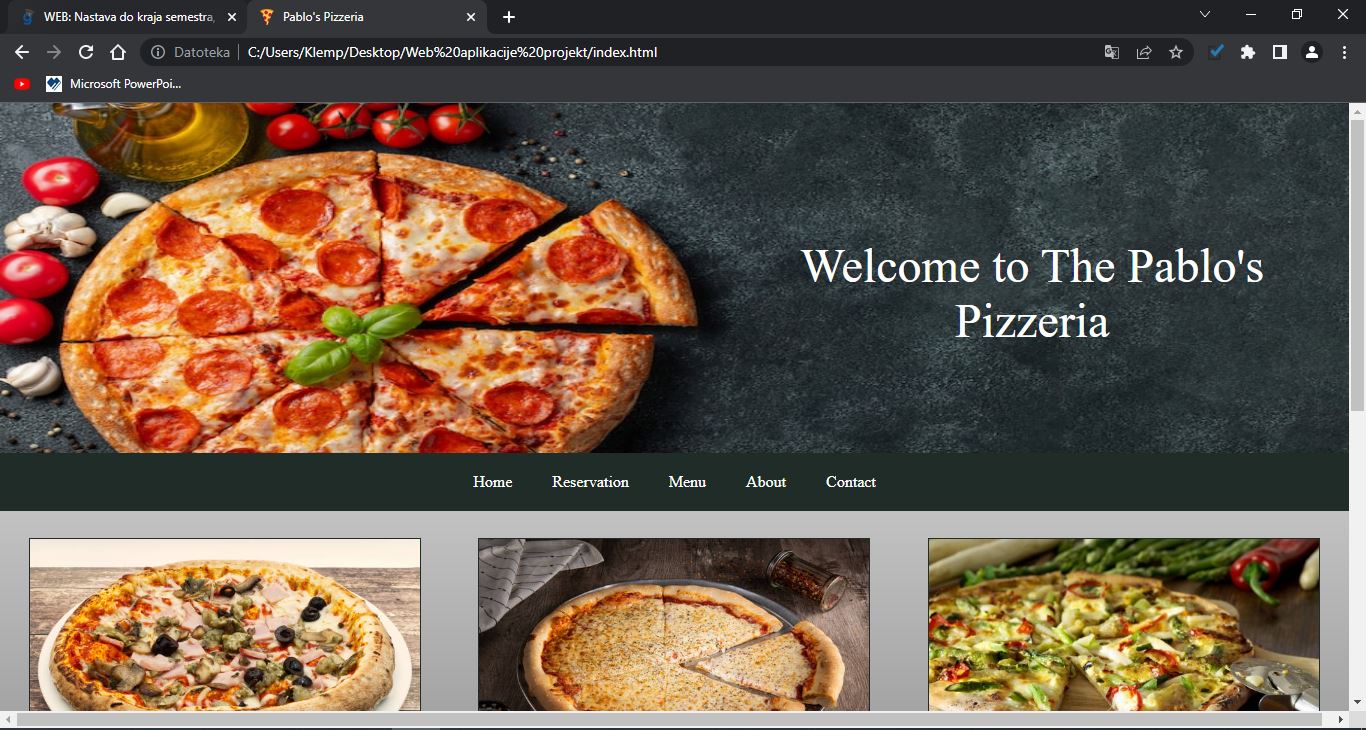 WEB: Nastava do kraja semestra,
Pablo's Pizzeria
Datoteka
C:/Users/Klemp/Desktop/Web%20aplikacije%20projekt/index.html
Microsoft PowerPoi...
Welcome to The Pablo's
Pizzeria
Home Reservation Menu About Contact